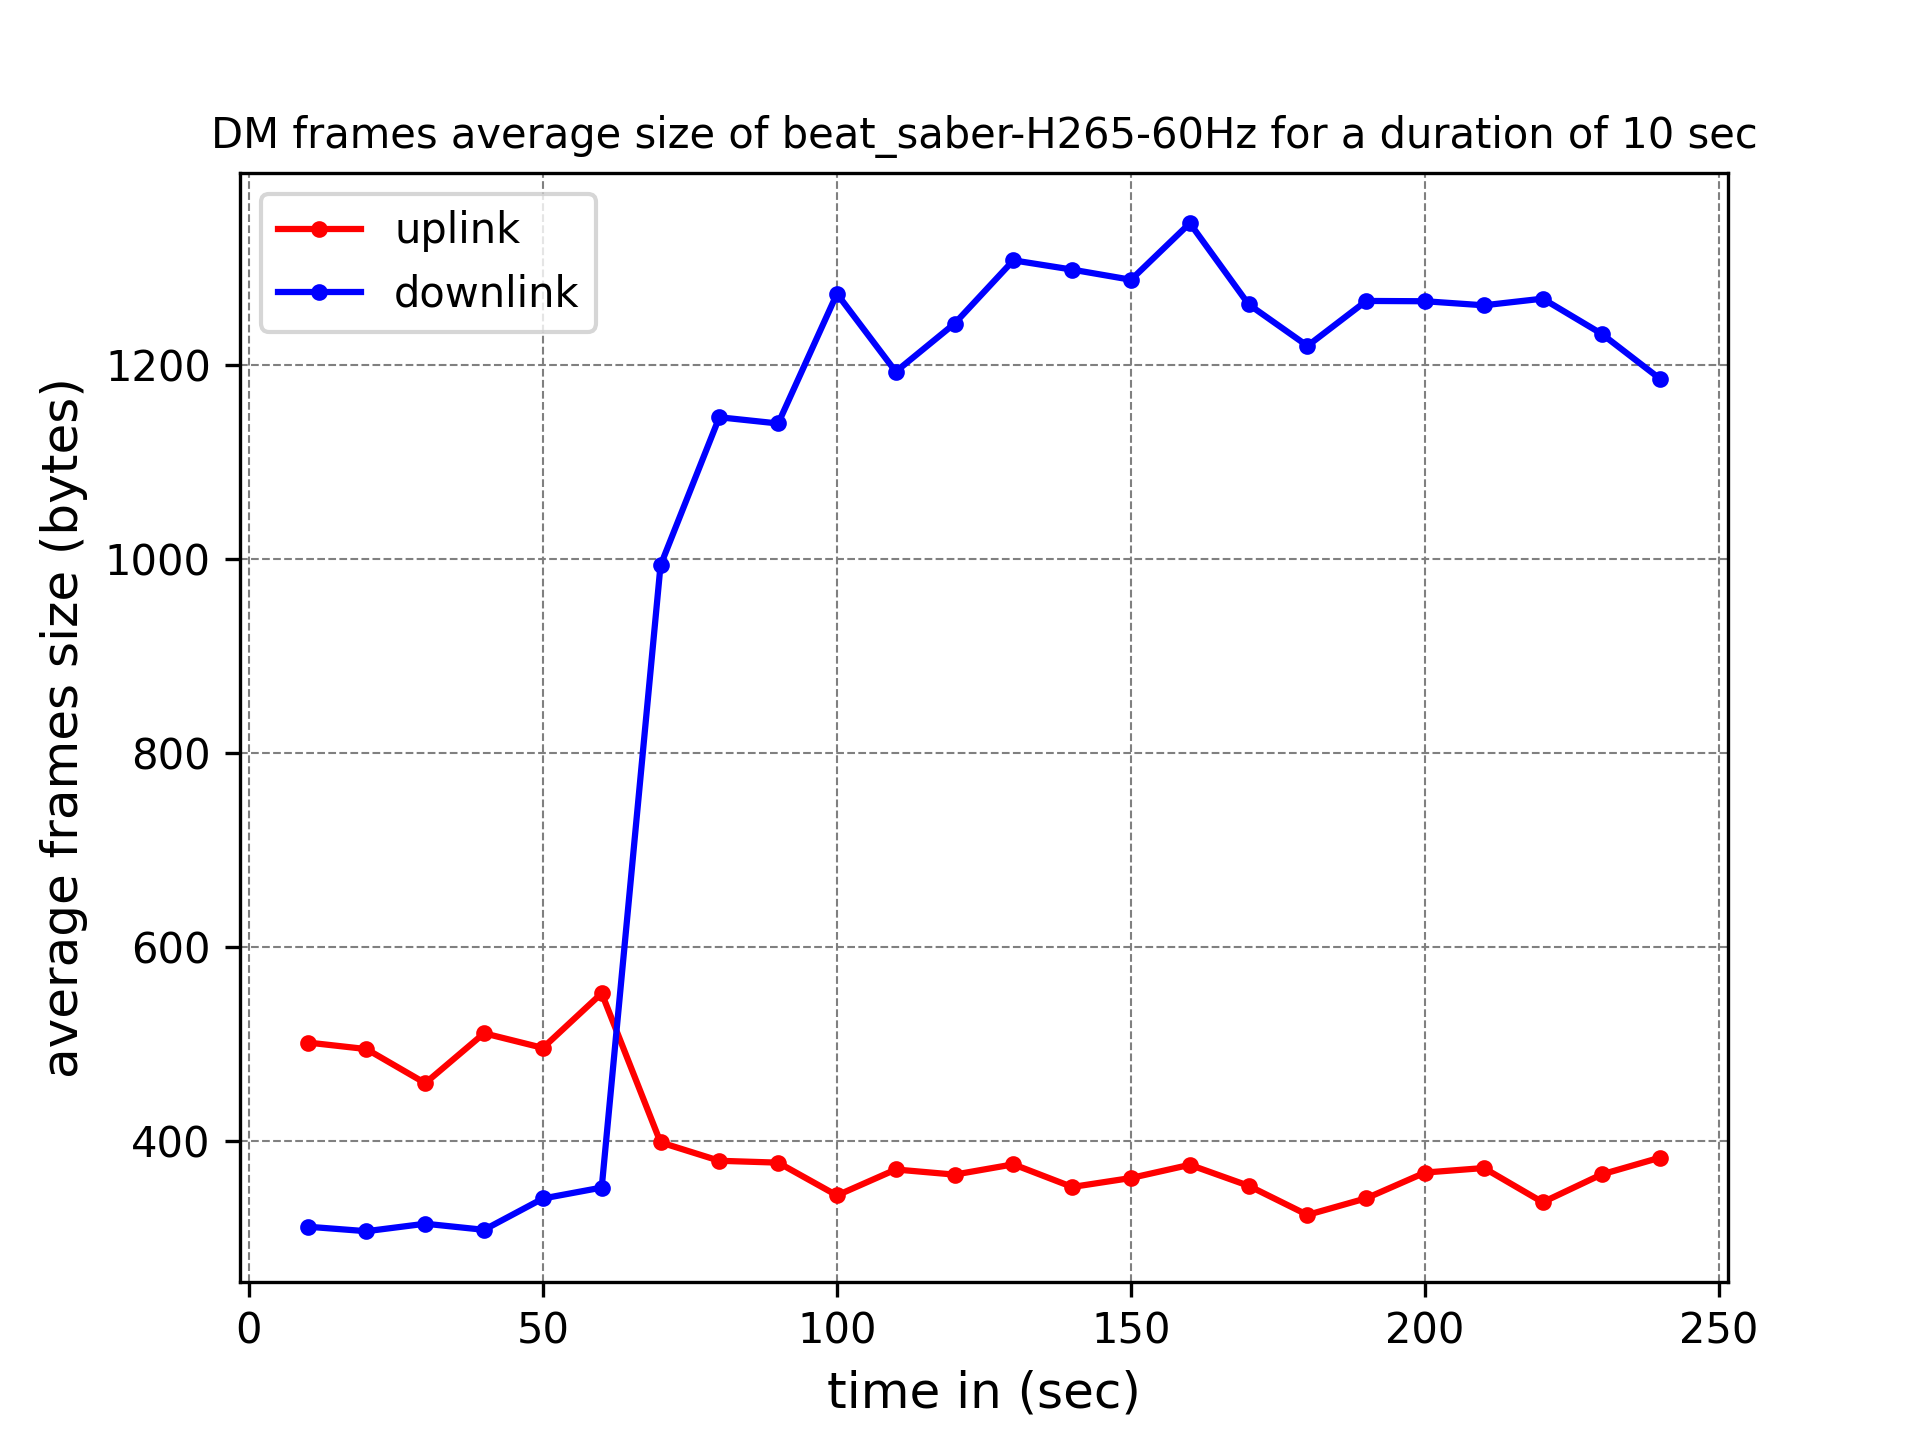 DM frames average size of beat_saber-H265-60Hz for a duration of 10 sec
uplink
downlink
1200
1000
800
600
400
average frames size (bytes)
0 50 100 150 200 250
time in (sec)